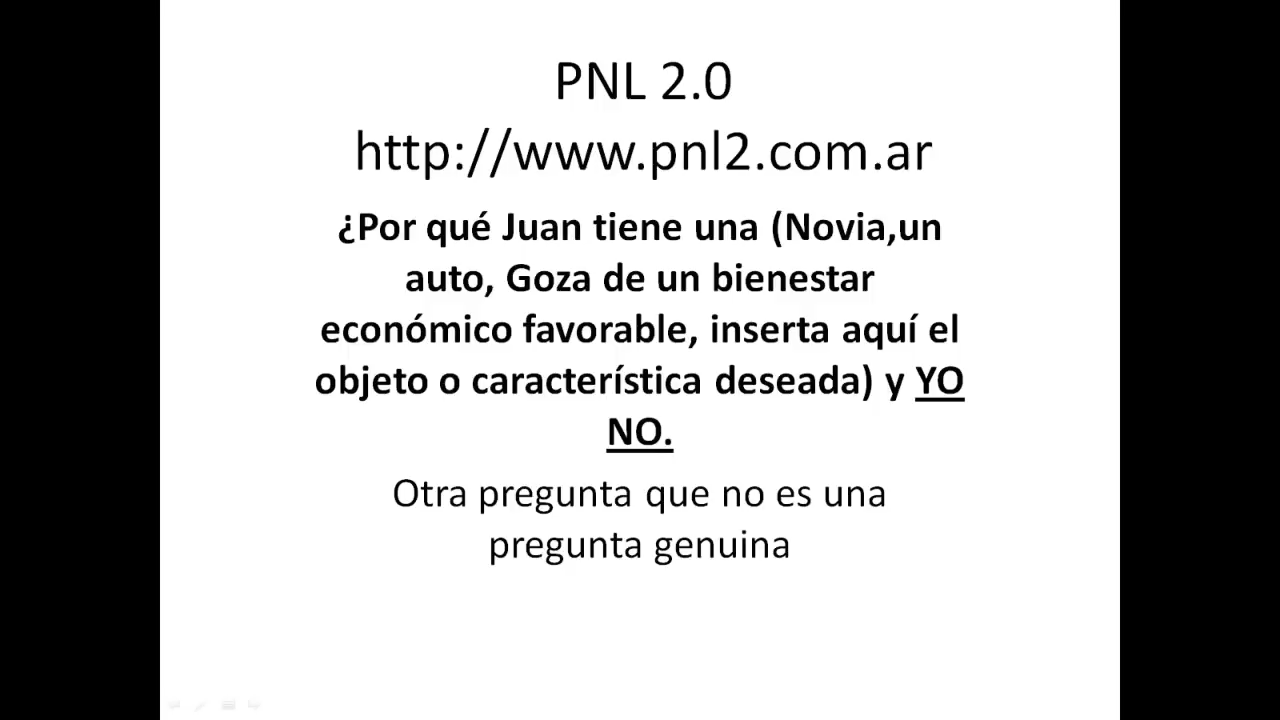 PNL 2.0
http://www.pnl2.com.ar
¿Por qué Juan tiene una (Novia,un
auto, Goza de un bienestar
económico favorable, inserta aquí el
objeto o característica deseada) y YO
NO.
Otra pregunta que no es una
pregunta genuina